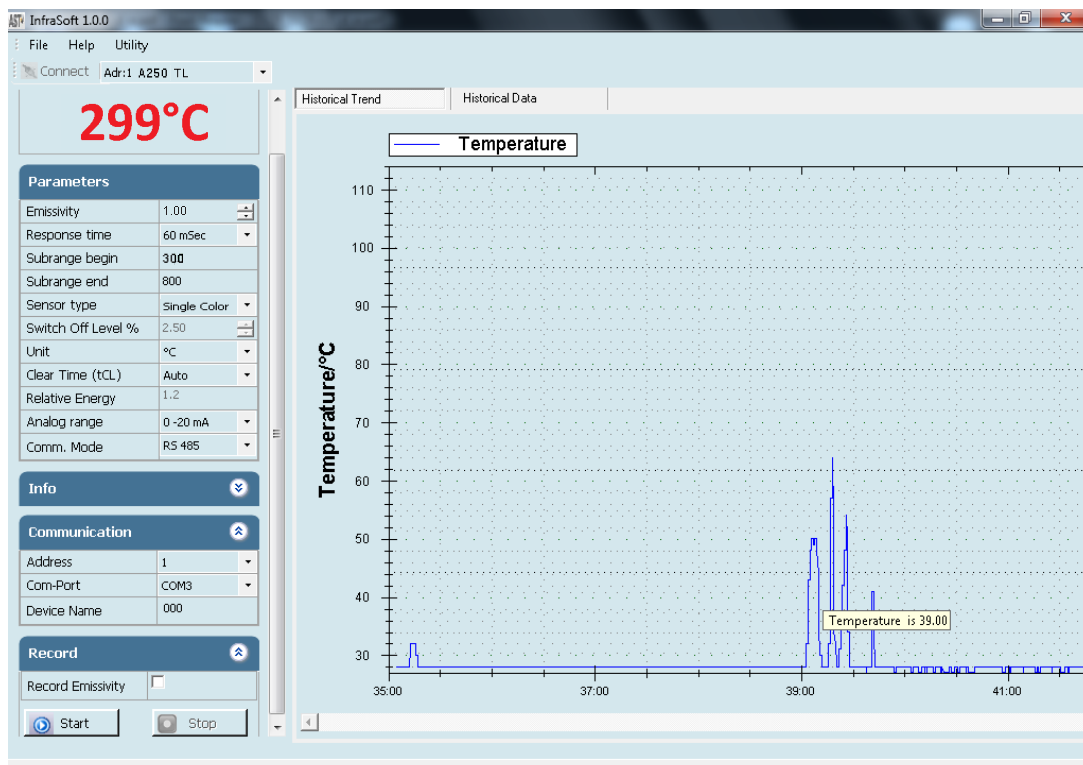 AST InfraSoft 1.0.0
File Help Utility
Connect Adr:1 A250 TL
299°C
Parameters
Emissivity 1.00
Response time 60 mSec
Subrange begin 300
Subrange end 800
Sensor type Single Color
Switch Off Level % 2.50
Unit °C
Clear Time (tCL) Auto
Relative Energy 1.2
Analog range 0 -20 mA
Comm. Mode RS 485
Info
Communication
Address 1
Com-Port COM3
Device Name 000
Record
Record Emissivity
Start Stop
Historical Trend Historical Data
Temperature
Temperature/°C
110
100
90
80
70
60
50
40
30
Temperature is 39.00
35:00 37:00 39:00 41:00